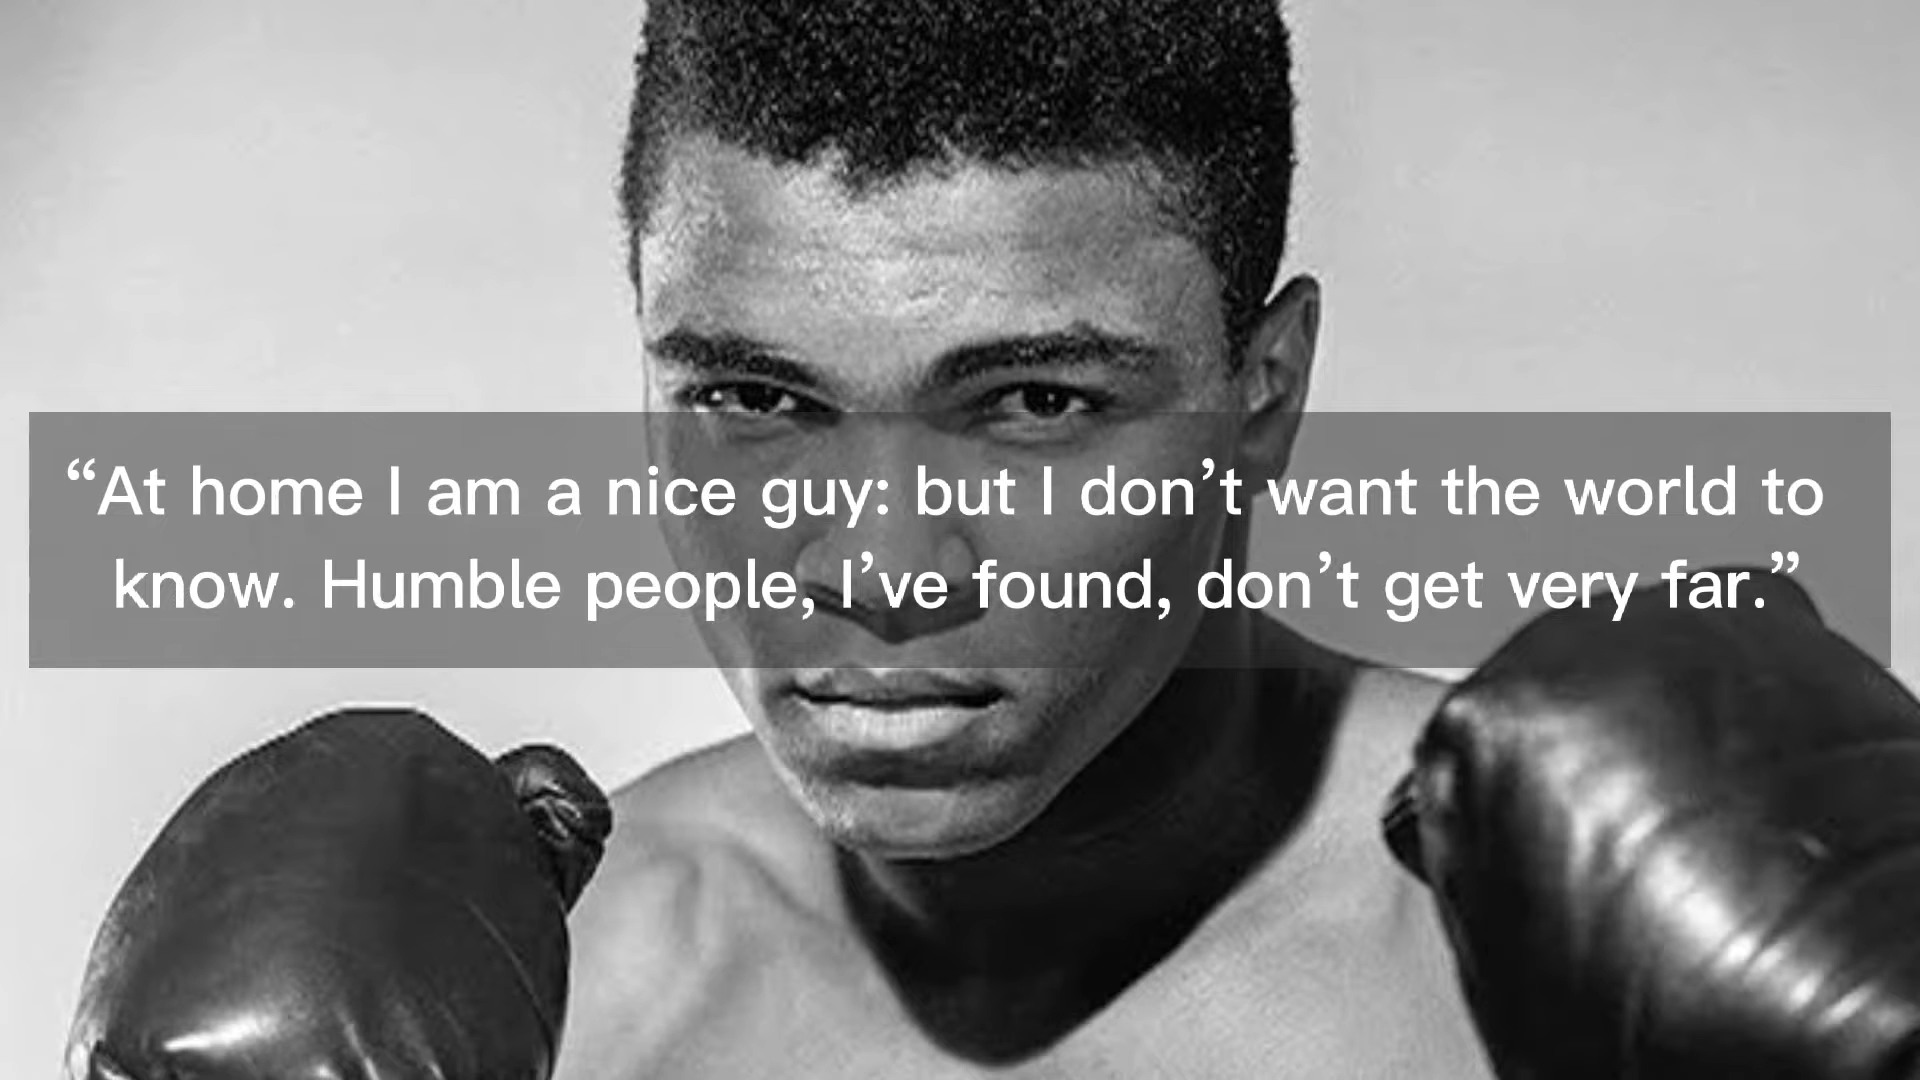 “At home I am a nice guy: but I don’t want the world to
know. Humble people, I’ve found, don’t get very far.”